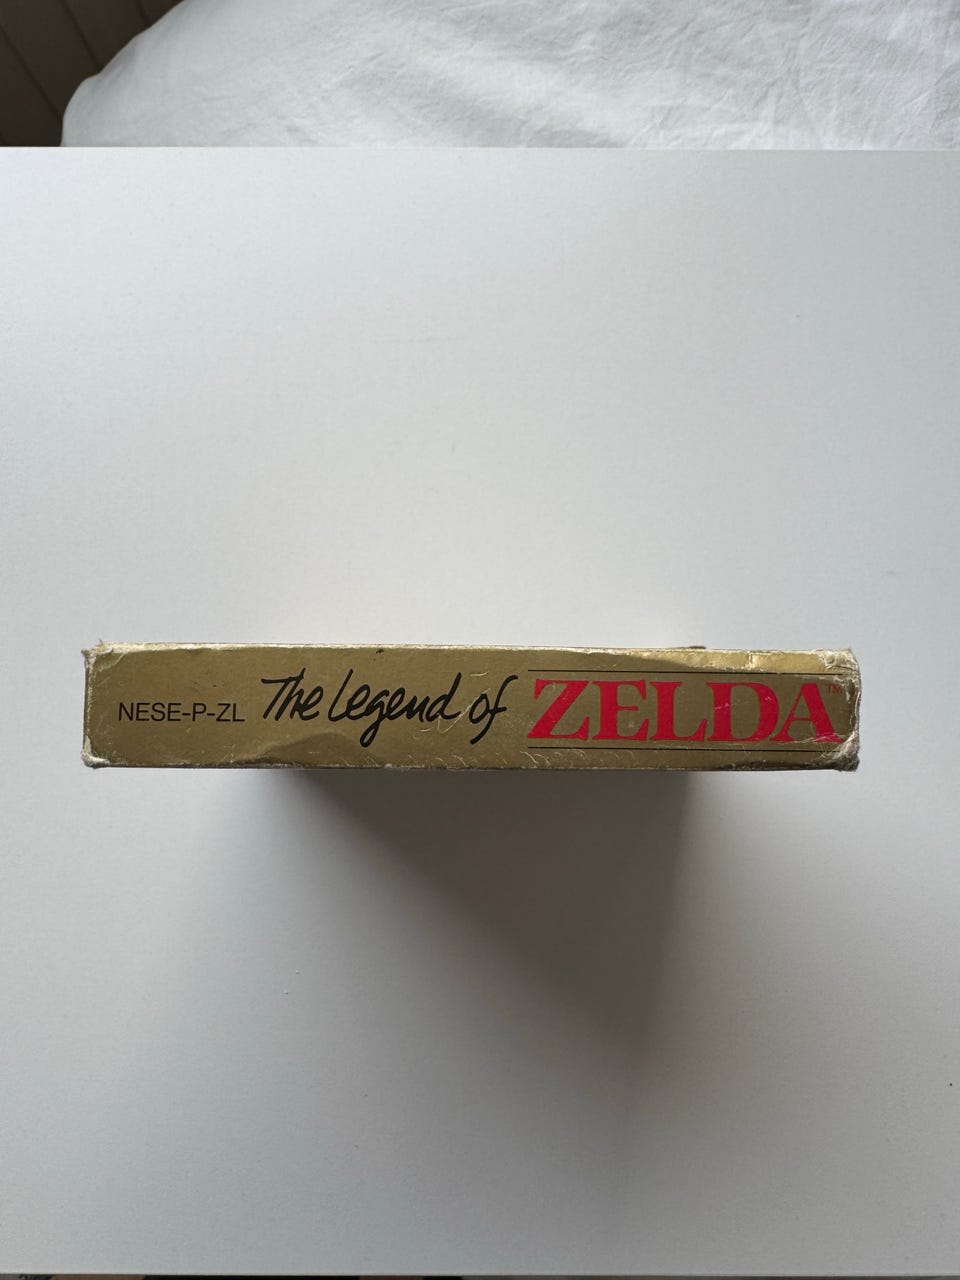 NESE-P-ZL The Legend of ZELDA™